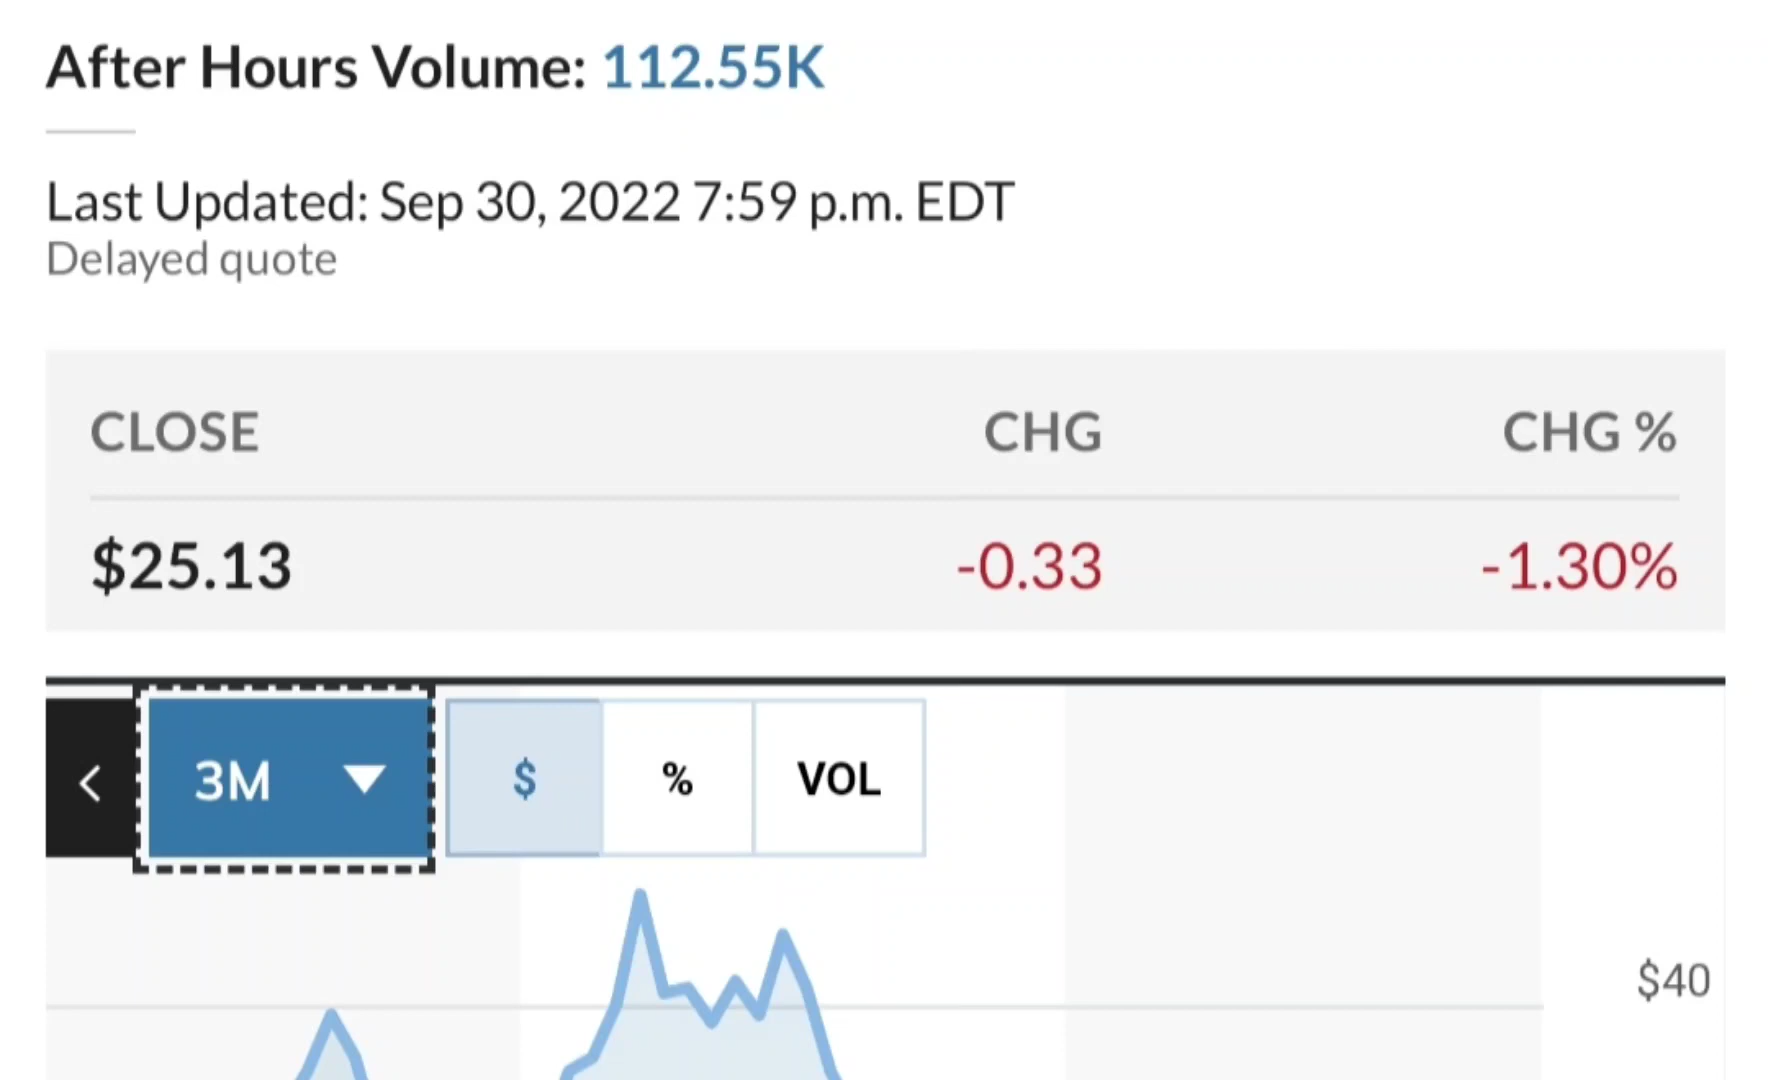 After Hours Volume: 112.55K
Last Updated: Sep 30, 2022 7:59 p.m. EDT
Delayed quote
CLOSE CHG CHG %
$25.13 -0.33 -1.30%
3M $ % VOL
$40